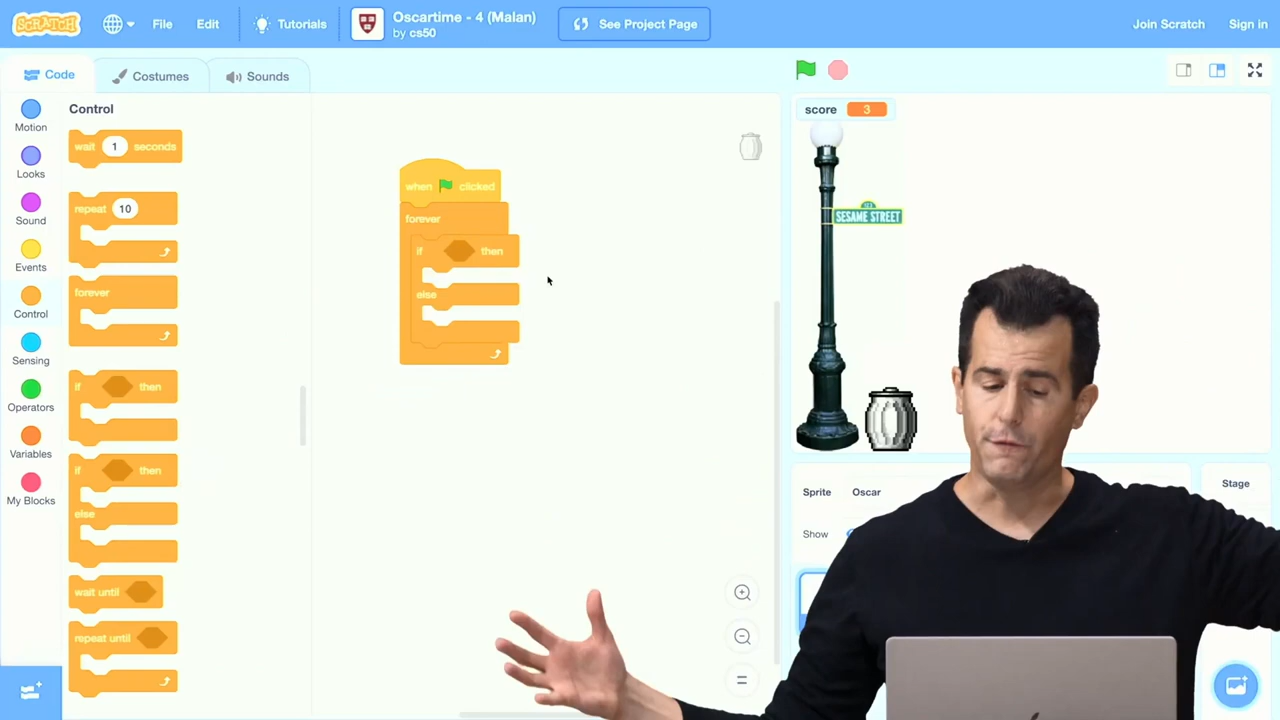 SCRATCH
File
Edit
Tutorials
Oscartime - 4 (Malan)
by cs50
See Project Page
Join Scratch
Sign in
Code
Costumes
Sounds
Motion
Looks
Sound
Events
Control
Sensing
Operators
Variables
My Blocks
Control
wait 1 seconds
repeat 10
forever
if then
if then
else
wait until
repeat until
when clicked
forever
if then
else
score 3
123
SESAME STREET
Sprite Oscar
Show
Stage